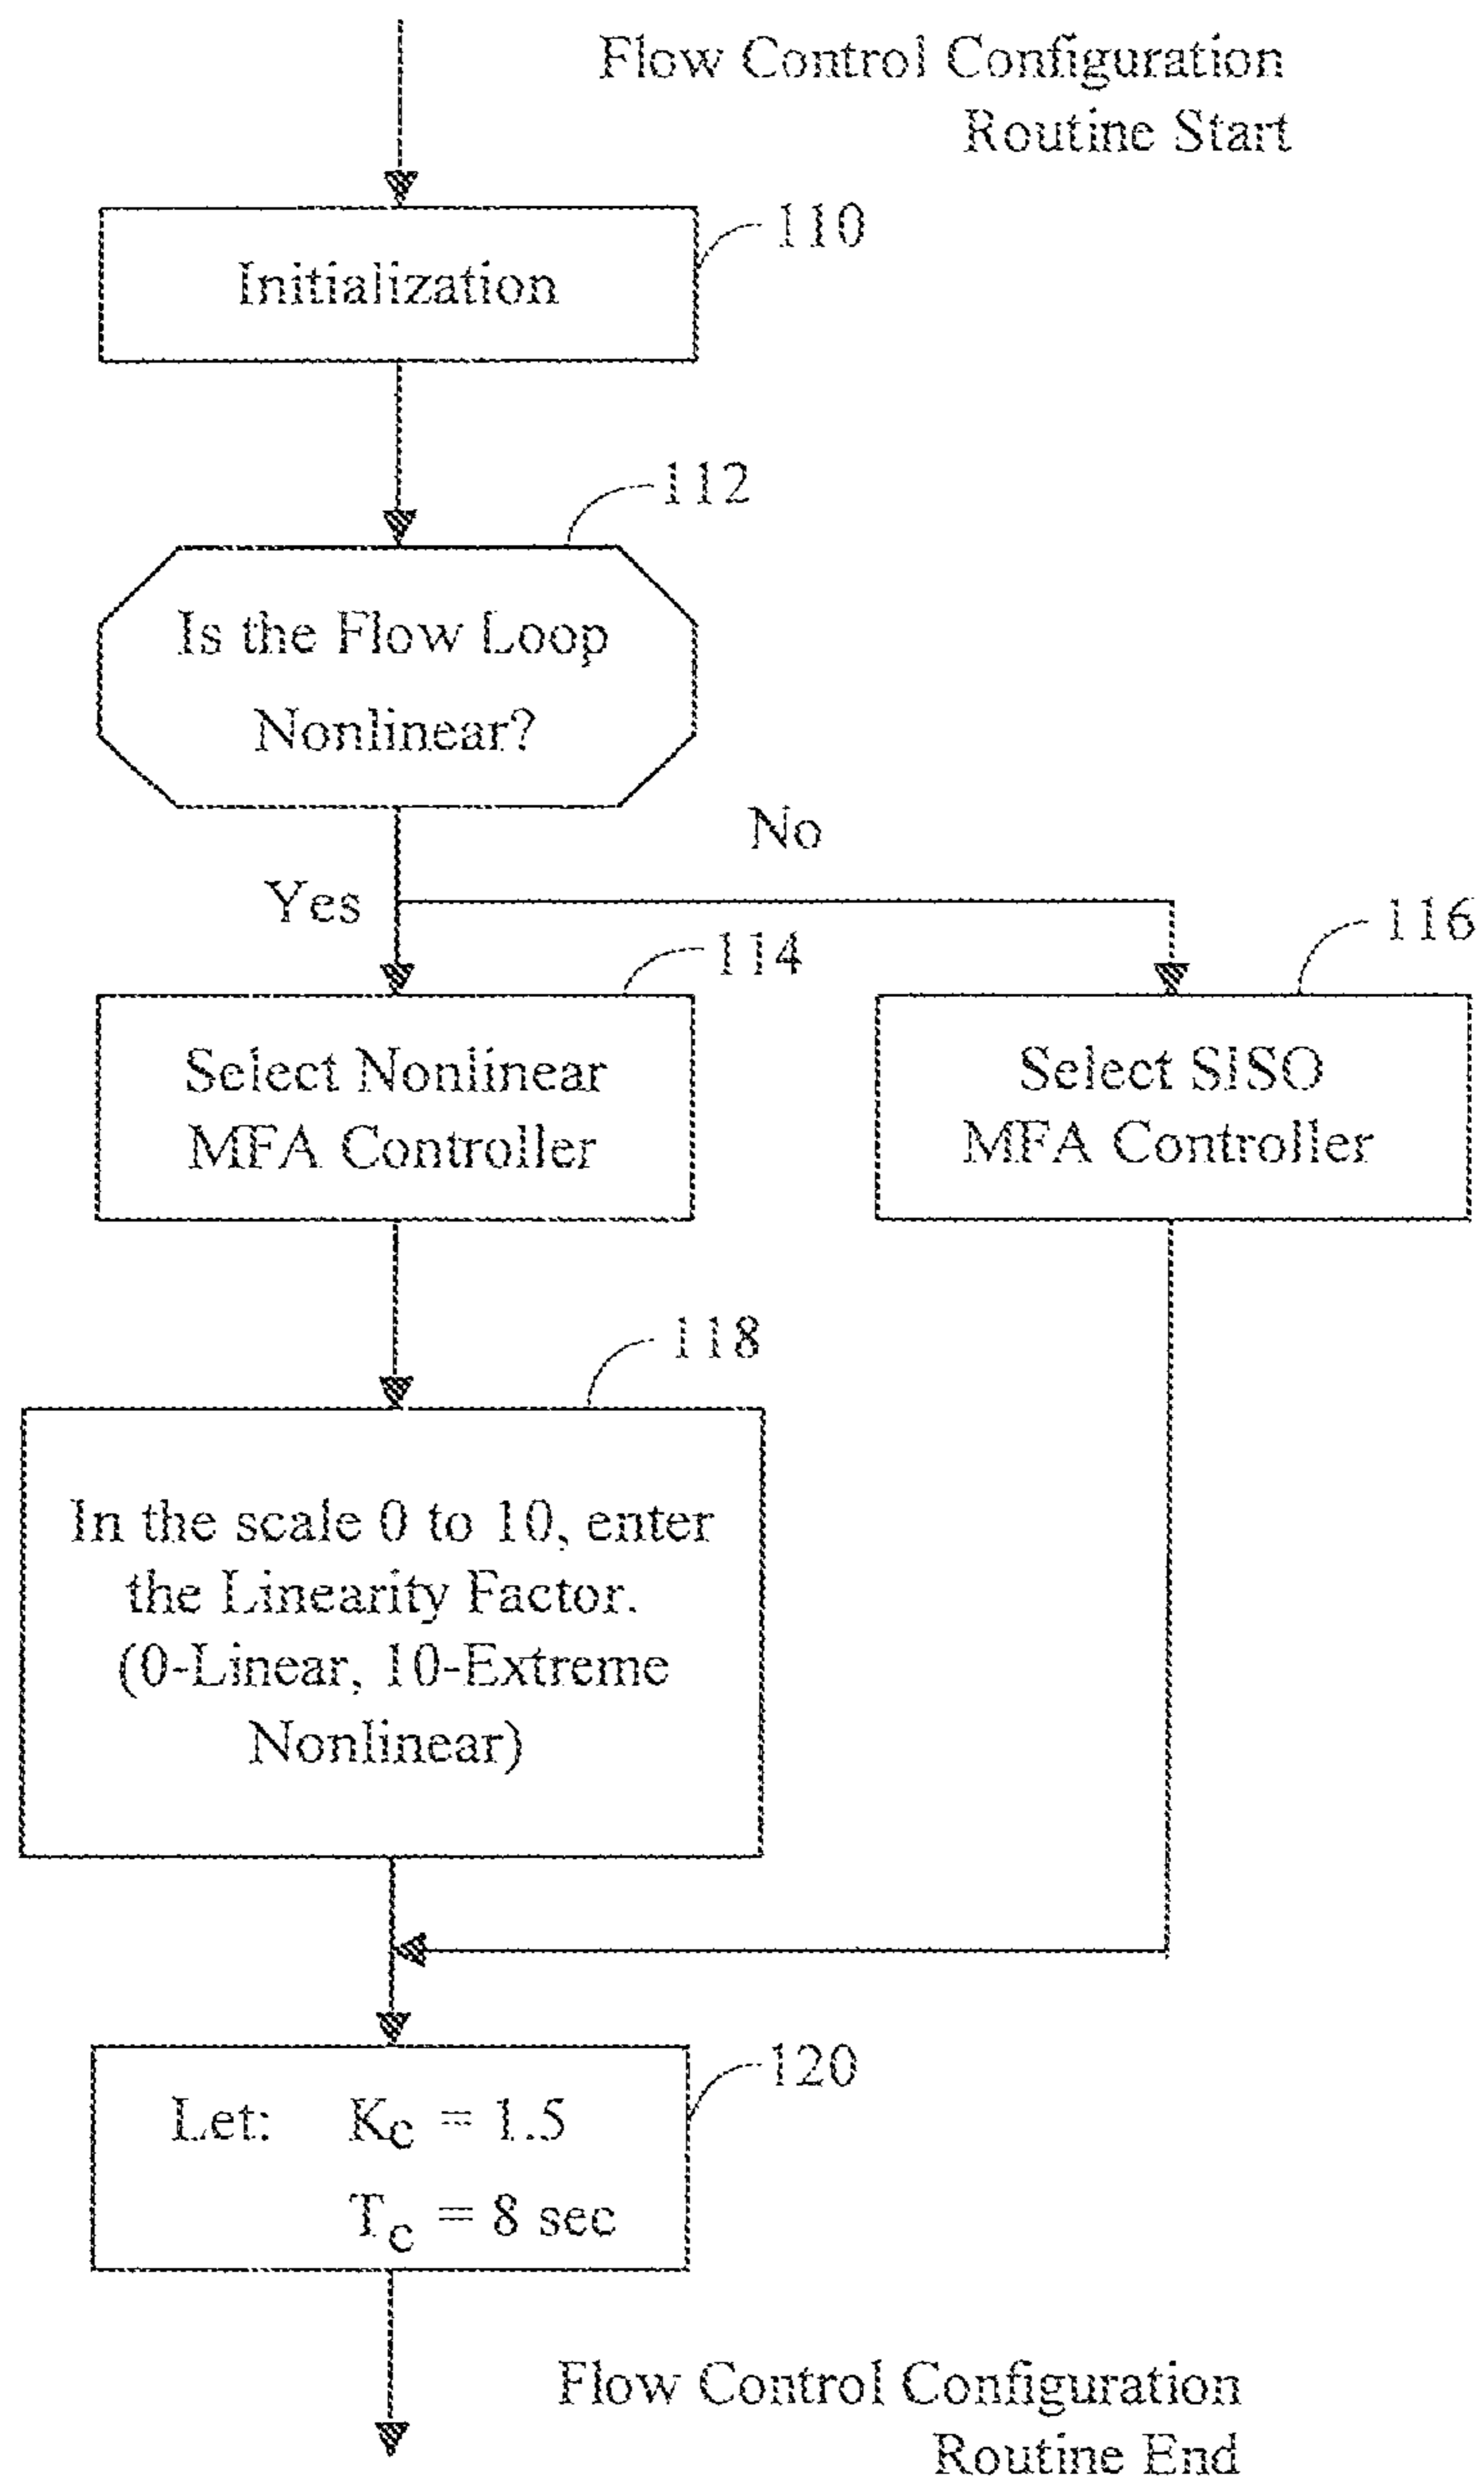 Flow Control Configuration
Routine Start
110
Initialization
112
Is the Flow Loop
Nonlinear?
No
Yes
114
116
Select Nonlinear
MFA Controller
Select SISO
MFA Controller
118
In the scale 0 to 10, enter
the Linearity Factor.
(0-Linear, 10-Extreme
Nonlinear)
120
Let: Kc = 1.5
Tc = 8 sec
Flow Control Configuration
Routine End